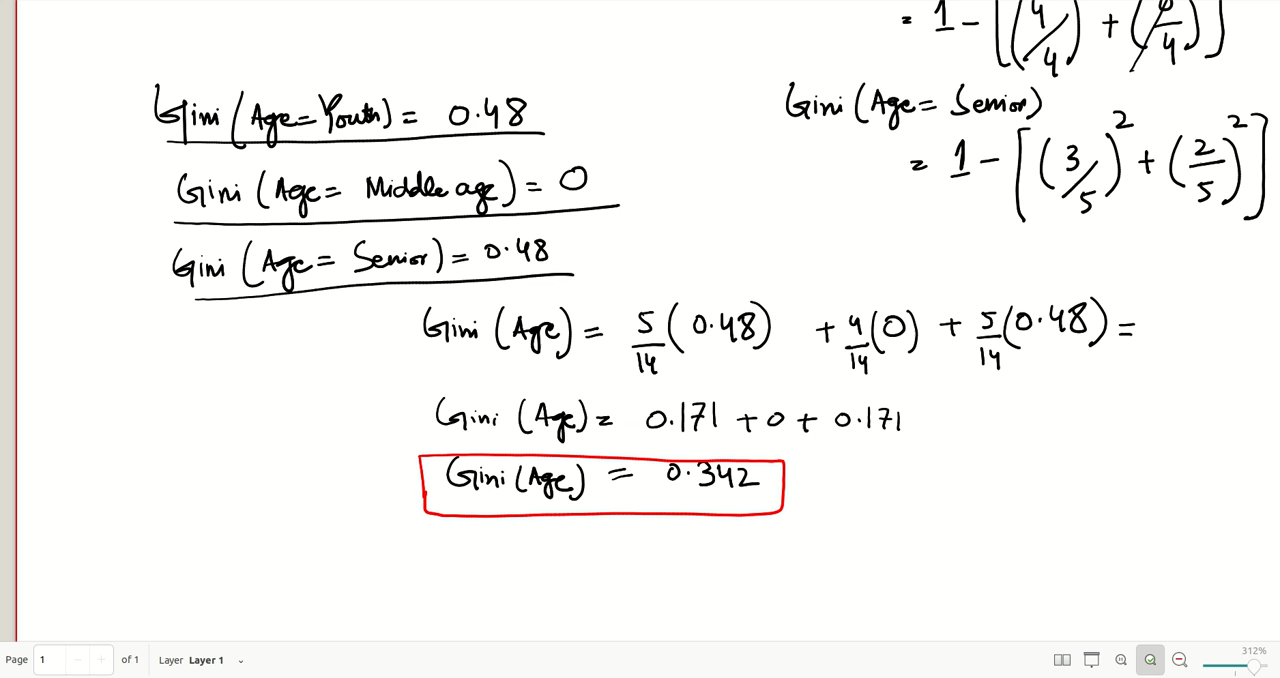 = 1 - [(4/4) + (0/4)]
Gini (Age = Youth) = 0.48
Gini (Age = Middle age) = 0
Gini (Age = Senior) = 0.48
Gini (Age = Senior)
= 1 - [(3/5)² + (2/5)²]
Gini (Age) = 5/14 (0.48) + 4/14 (0) + 5/14 (0.48) =
Gini (Age) = 0.171 + 0 + 0.171
Gini (Age) = 0.342
Page 1 of 1 Layer Layer 1 312%